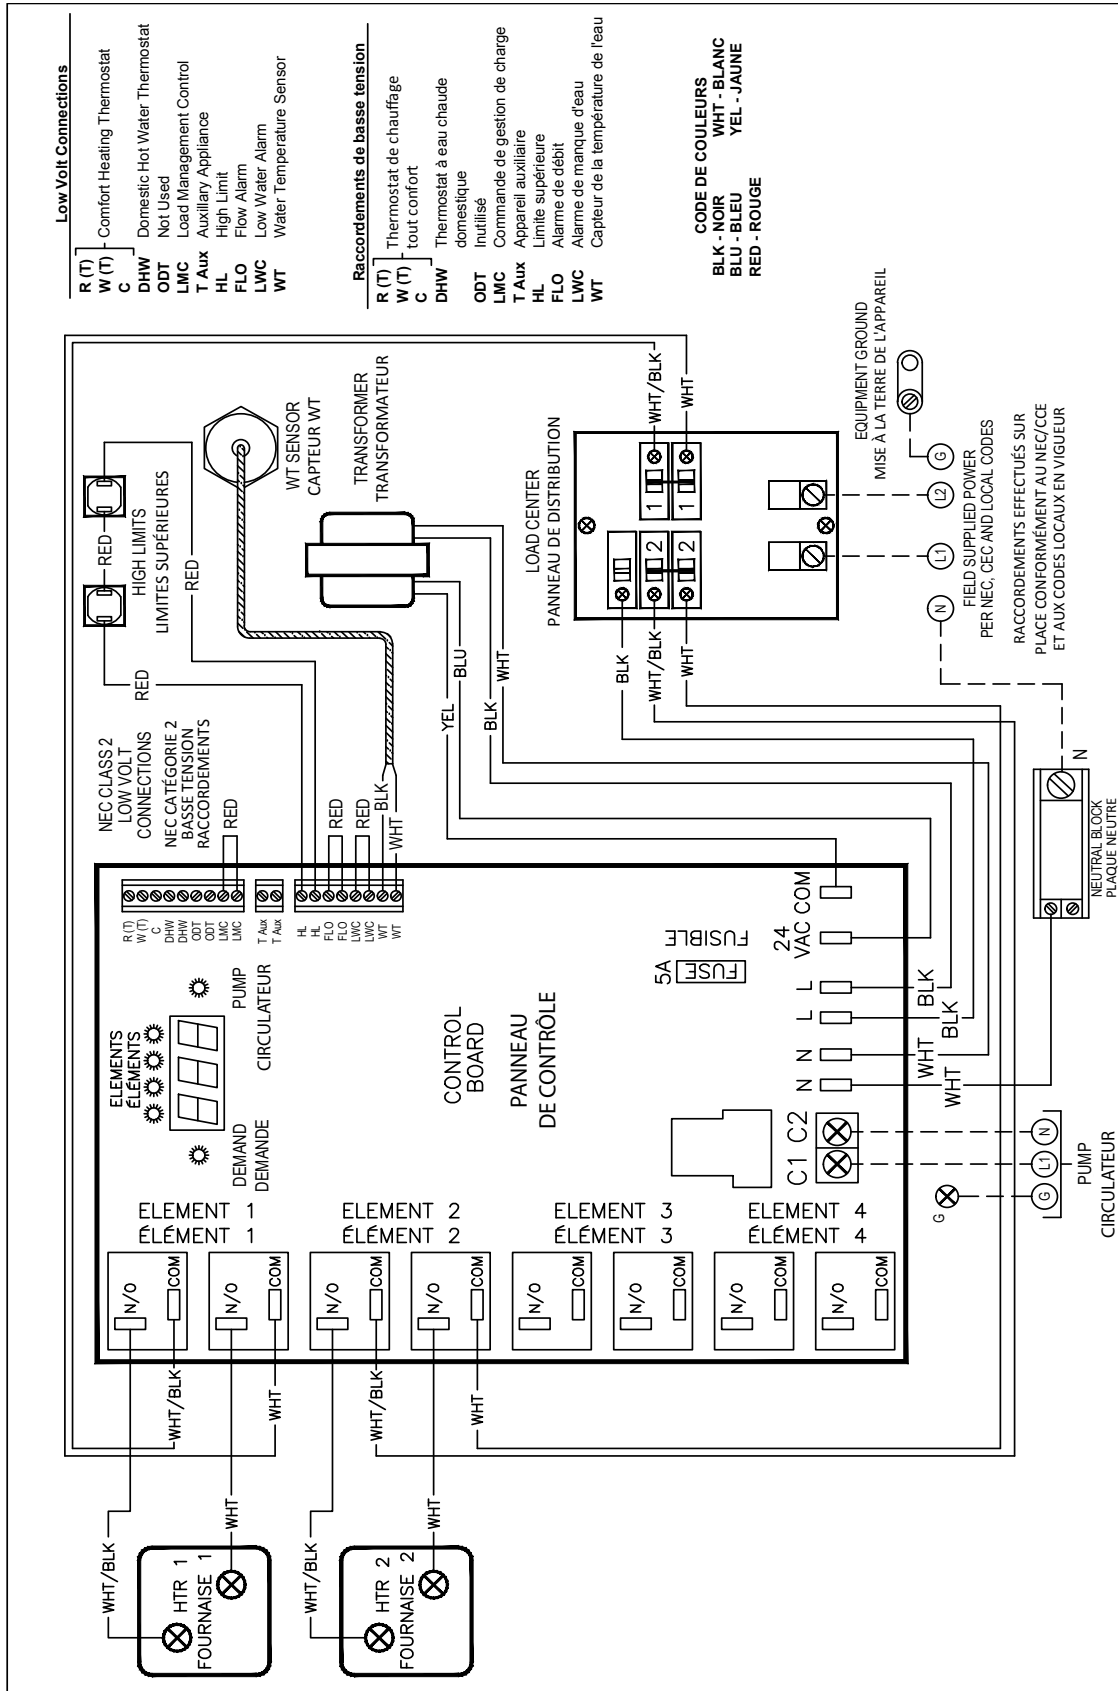 Low Volt Connections
R (T)
W (T)
C
Comfort Heating Thermostat
DHW Domestic Hot Water Thermostat
ODT Not Used
LMC Load Management Control
T Aux Auxillary Appliance
HL High Limit
FLO Flow Alarm
LWC Low Water Alarm
WT Water Temperature Sensor
Raccordements de basse tension
R (T)
W (T)
C
Thermostat de chauffage
tout confort
DHW Thermostat à eau chaude
domestique
ODT Inutilisé
LMC Commande de gestion de charge
T Aux Appareil auxiliaire
HL Limite supérieure
FLO Alarme de débit
LWC Alarme de manque d'eau
WT Capteur de la température de l'eau
CODE DE COULEURS
BLK - NOIR WHT - BLANC
BLU - BLEU YEL - JAUNE
RED - ROUGE
RED
HIGH LIMITS
LIMITES SUPÉRIEURES
RED
RED
WT SENSOR
CAPTEUR WT
TRANSFORMER
TRANSFORMATEUR
YEL
BLU
BLK
WHT
LOAD CENTER
PANNEAU DE DISTRIBUTION
BLK
WHT/BLK
WHT
2
2
1
1
WHT/BLK
WHT
EQUIPMENT GROUND
MISE À LA TERRE DE L'APPAREIL
N
L1
L2
G
FIELD SUPPLIED POWER
PER NEC, CEC AND LOCAL CODES
RACCORDEMENTS EFFECTUÉS SUR
PLACE CONFORMÉMENT AU NEC/CCE
ET AUX CODES LOCAUX EN VIGUEUR
NEC CLASS 2
LOW VOLT
CONNECTIONS
NEC CATÉGORIE 2
BASSE TENSION
RACCORDEMENTS
RED
RED
RED
BLK
WHT
R (T)
W (T)
C
DHW
DHW
ODT
ODT
LMC
LMC
T Aux
T Aux
HL
HL
FLO
FLO
LWC
LWC
WT
WT
ELEMENTS
ÉLÉMENTS
DEMAND
DEMANDE
PUMP
CIRCULATEUR
CONTROL
BOARD
PANNEAU
DE CONTRÔLE
5A
FUSE
FUSIBLE
24
VAC COM
L
L
N
N
BLK
BLK
WHT
WHT
C1 C2
NEUTRAL BLOCK
PLAQUE NEUTRE
N
G
G
L1
N
PUMP
CIRCULATEUR
ELEMENT 1
ÉLÉMENT 1
ELEMENT 2
ÉLÉMENT 2
ELEMENT 3
ÉLÉMENT 3
ELEMENT 4
ÉLÉMENT 4
N/O
COM
N/O
COM
N/O
COM
N/O
COM
N/O
COM
N/O
COM
N/O
COM
N/O
COM
WHT/BLK
WHT
WHT/BLK
WHT
WHT/BLK
WHT
WHT/BLK
WHT
HTR 1
FOURNAISE 1
HTR 2
FOURNAISE 2